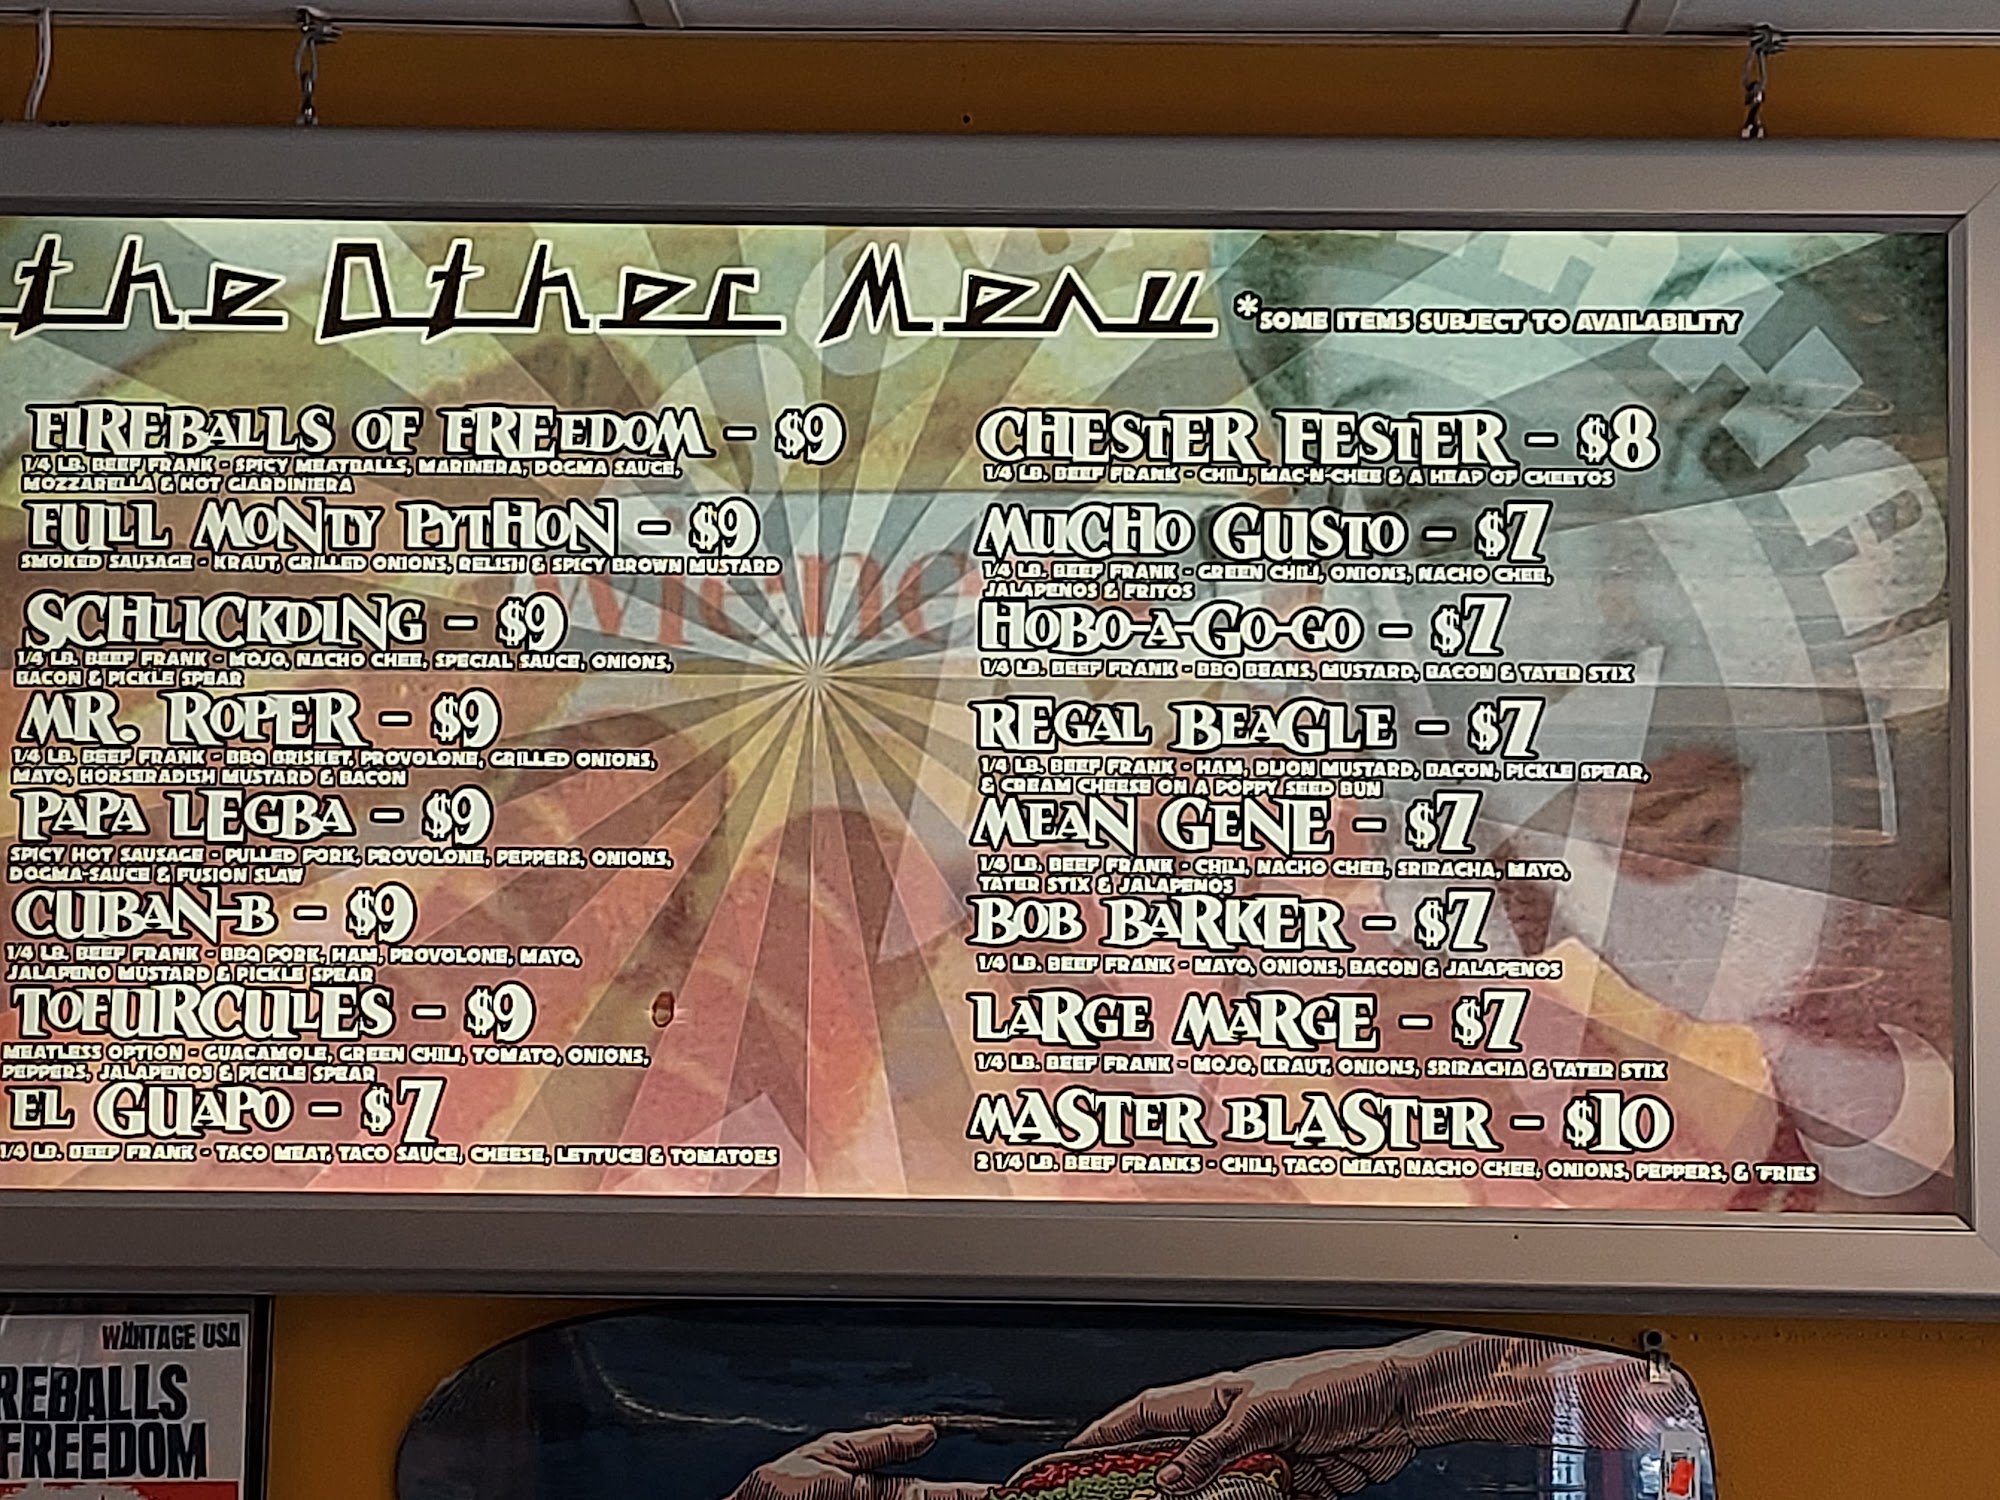 the Other Menu
*SOME ITEMS SUBJECT TO AVAILABILITY
FIREBALLS OF FREEDOM - $9
1/4 LB. BEEF FRANK - SPICY MEATBALLS, MARINERA, DOGMA SAUCE,
MOZZARELLA & HOT GIARDINIERA
FULL MONTY PYTHON - $9
SMOKED SAUSAGE - KRAUT, GRILLED ONIONS, RELISH & SPICY BROWN MUSTARD
SCHLICKDING - $9
1/4 LB. BEEF FRANK - MOJO, NACHO CHEE, SPECIAL SAUCE, ONIONS,
BACON & PICKLE SPEAR
MR. ROPER - $9
1/4 LB. BEEF FRANK - BBQ BRISKET, PROVOLONE, GRILLED ONIONS,
MAYO, HORSERADISH MUSTARD & BACON
PAPA LEGBA - $9
SPICY HOT SAUSAGE - PULLED PORK, PROVOLONE, PEPPERS, ONIONS,
DOGMA-SAUCE & FUSION SLAW
CUBAN-B - $9
1/4 LB. BEEF FRANK - BBQ PORK, HAM, PROVOLONE, MAYO,
JALAPENO MUSTARD & PICKLE SPEAR
TOFURCULES - $9
MEATLESS OPTION - GUACAMOLE, GREEN CHILI, TOMATO, ONIONS,
PEPPERS, JALAPENOS & PICKLE SPEAR
EL GUAPO - $7
1/4 LB. BEEF FRANK - TACO MEAT, TACO SAUCE, CHEESE, LETTUCE & TOMATOES
CHESTER FESTER - $8
1/4 LB. BEEF FRANK - CHILI, MAC-N-CHEE & A HEAP OF CHEETOS
MUCHO GUSTO - $7
1/4 LB. BEEF FRANK - GREEN CHILI, ONIONS, NACHO CHEE,
JALAPENOS & FRITOS
HOBO-A-GO-GO - $7
1/4 LB. BEEF FRANK - BBQ BEANS, MUSTARD, BACON & TATER STIX
REGAL BEAGLE - $7
1/4 LB. BEEF FRANK - HAM, DIJON MUSTARD, BACON, PICKLE SPEAR,
& CREAM CHEESE ON A POPPY SEED BUN
MEAN GENE - $7
1/4 LB. BEEF FRANK - CHILI, NACHO CHEE, SRIRACHA, MAYO,
TATER STIX & JALAPENOS
BOB BARKER - $7
1/4 LB. BEEF FRANK - MAYO, ONIONS, BACON & JALAPENOS
LARGE MARGE - $7
1/4 LB. BEEF FRANK - MOJO, KRAUT, ONIONS, SRIRACHA & TATER STIX
MASTER BLASTER - $10
2 1/4 LB. BEEF FRANKS - CHILI, TACO MEAT, NACHO CHEE, ONIONS, PEPPERS, & 'FRIES
WÄNTAGE USA
REBALLS
FREEDOM